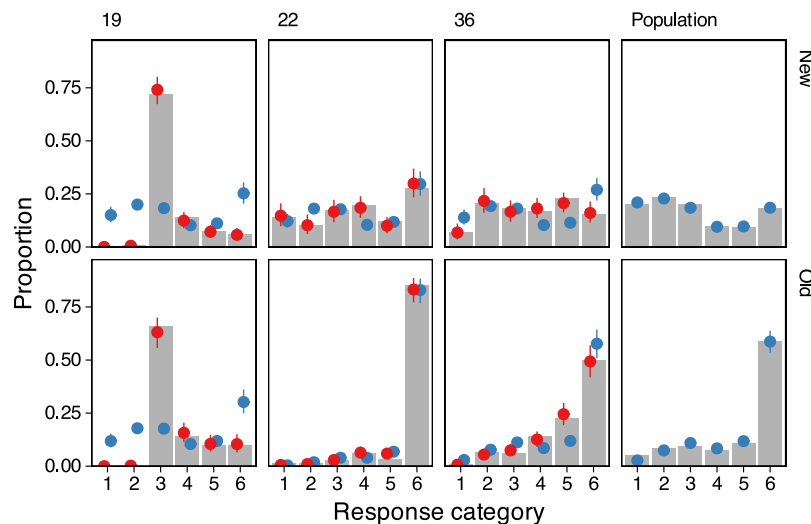 19 22 36 Population
New
0.75
0.50
0.25
0.00
Proportion
Old
0.75
0.50
0.25
0.00
1 2 3 4 5 6 1 2 3 4 5 6 1 2 3 4 5 6 1 2 3 4 5 6
Response category